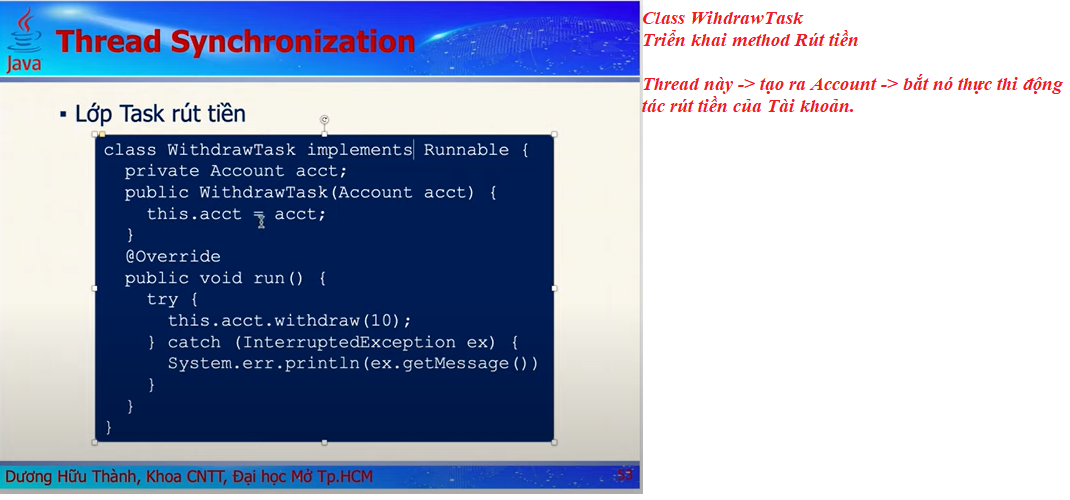 Java
Thread Synchronization
▪ Lớp Task rút tiền
class WithdrawTask implements Runnable {
private Account acct;
public WithdrawTask(Account acct) {
this.acct = acct;
}
@Override
public void run() {
try {
this.acct.withdraw(10);
} catch (InterruptedException ex) {
System.err.println(ex.getMessage())
}
}
}
Dương Hữu Thành, Khoa CNTT, Đại học Mở Tp.HCM
53
Class WihdrawTask
Triển khai method Rút tiền
Thread này -> tạo ra Account -> bắt nó thực thi động
tác rút tiền của Tài khoản.